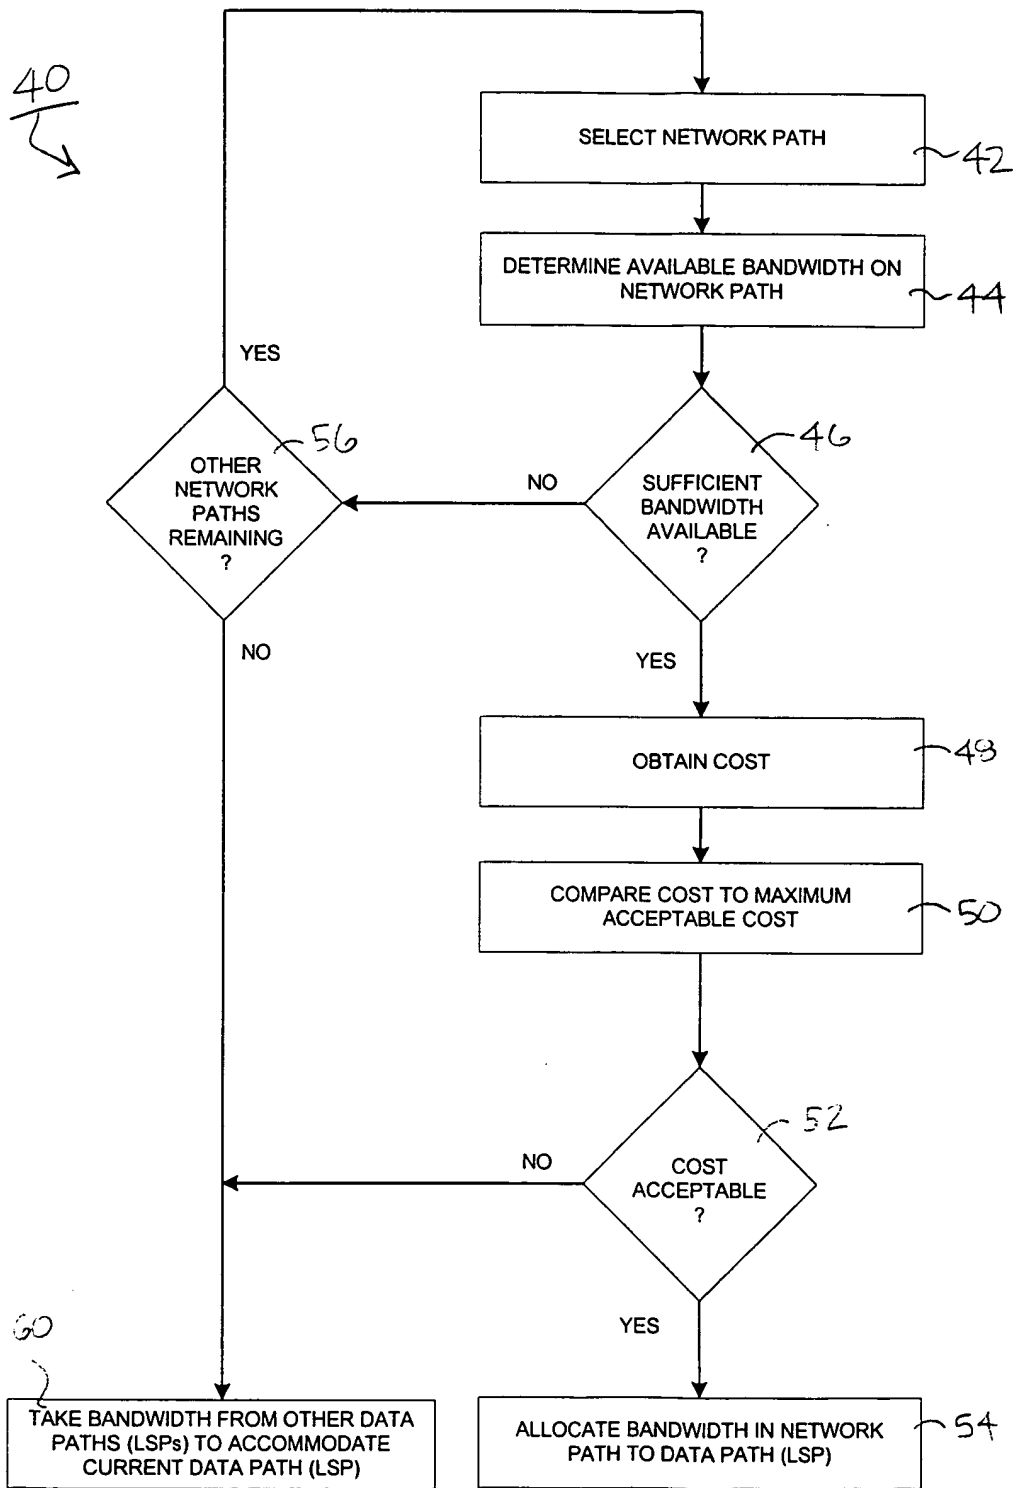 40
SELECT NETWORK PATH
42
DETERMINE AVAILABLE BANDWIDTH ON
NETWORK PATH
44
YES
56
OTHER
NETWORK
PATHS
REMAINING
?
NO
46
SUFFICIENT
BANDWIDTH
AVAILABLE
?
NO
YES
OBTAIN COST
48
COMPARE COST TO MAXIMUM
ACCEPTABLE COST
50
52
NO
COST
ACCEPTABLE
?
YES
60
TAKE BANDWIDTH FROM OTHER DATA
PATHS (LSPs) TO ACCOMMODATE
CURRENT DATA PATH (LSP)
ALLOCATE BANDWIDTH IN NETWORK
PATH TO DATA PATH (LSP)
54